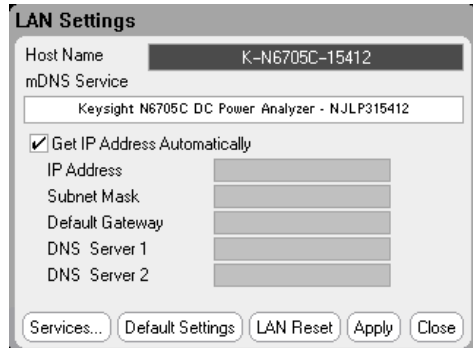 LAN Settings
Host Name K-N6705C-15412
mDNS Service
Keysight N6705C DC Power Analyzer - NJLP315412
Get IP Address Automatically
IP Address
Subnet Mask
Default Gateway
DNS Server 1
DNS Server 2
Services... Default Settings LAN Reset Apply Close